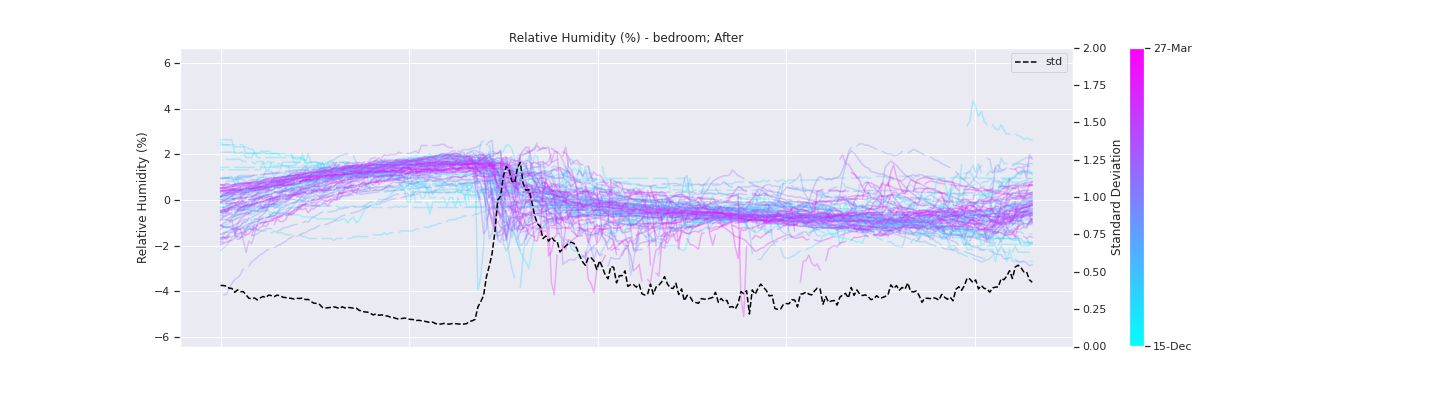 Relative Humidity (%) - bedroom; After
Relative Humidity (%)
6
4
2
0
−2
−4
−6
std
2.00
1.75
1.50
1.25
1.00
0.75
0.50
0.25
0.00
Standard Deviation
27-Mar
15-Dec